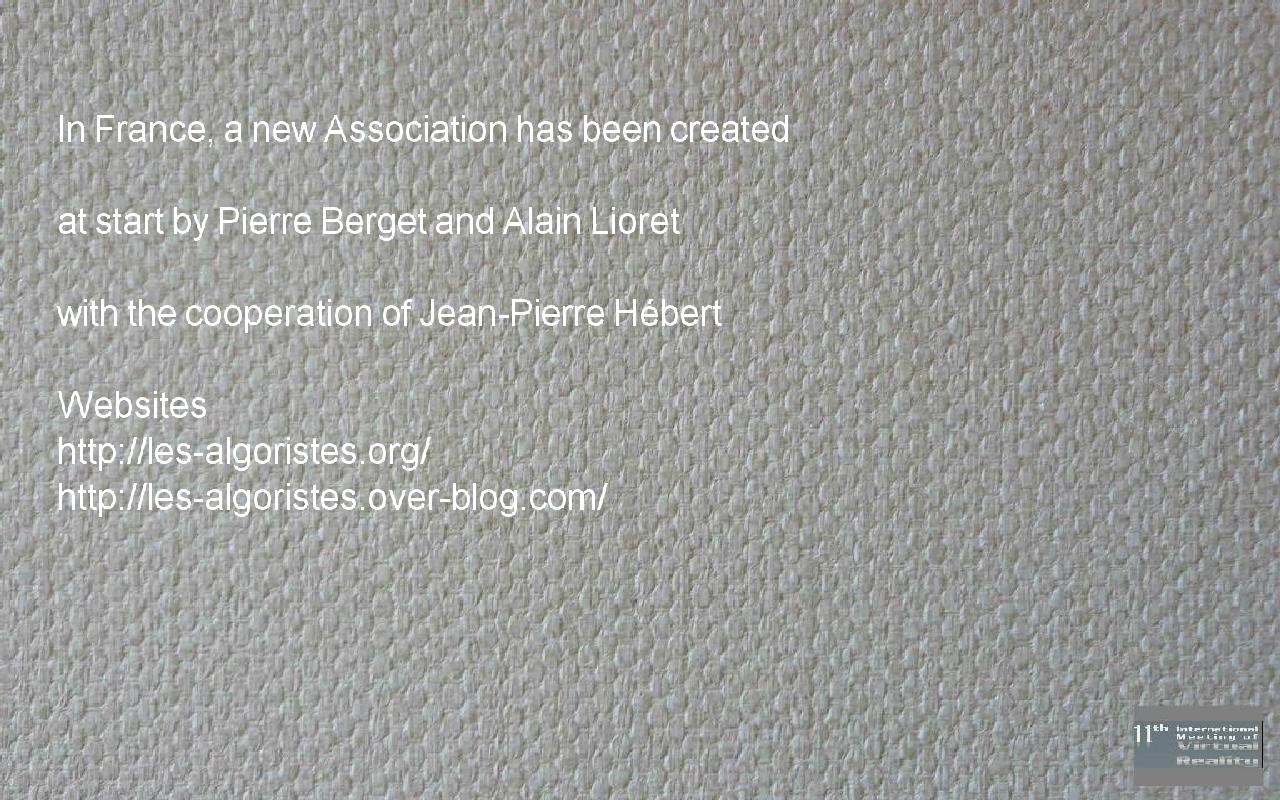 In France, a new Association has been created
at start by Pierre Berget and Alain Lioret
with the cooperation of Jean-Pierre Hébert
Websites
http://les-algoristes.org/
http://les-algoristes.over-blog.com/
11th International
Meeting of
Virtual
Reality